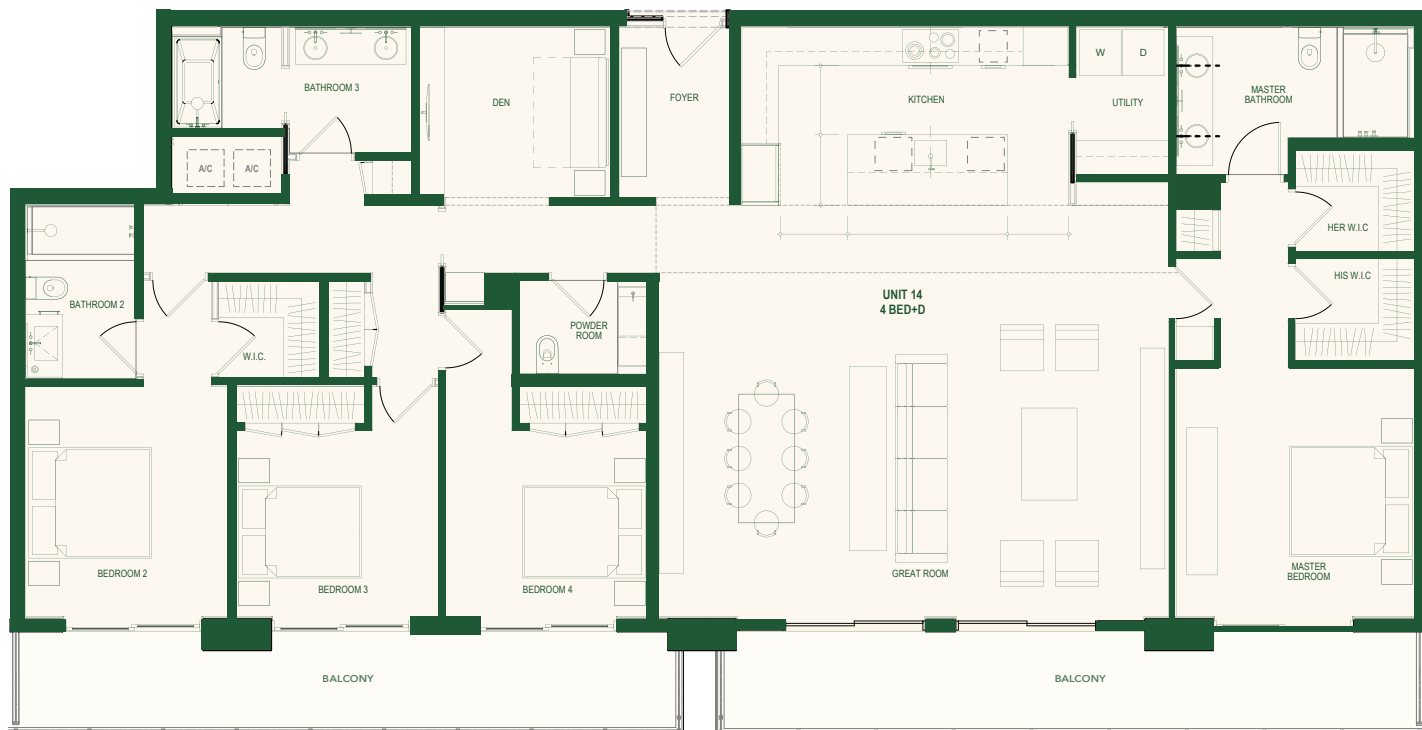 BATHROOM 3
DEN
FOYER
KITCHEN
W
D
UTILITY
MASTER
BATHROOM
A/C
A/C
HER W.I.C
HIS W.I.C
BATHROOM 2
W.I.C.
POWDER
ROOM
UNIT 14
4 BED+D
BEDROOM 2
BEDROOM 3
BEDROOM 4
GREAT ROOM
MASTER
BEDROOM
BALCONY
BALCONY